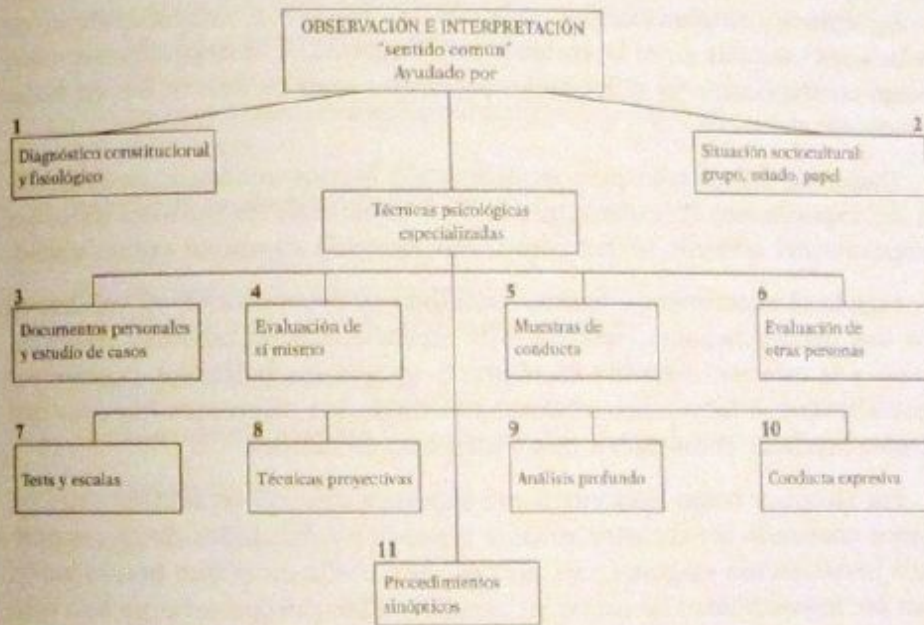 OBSERVACIÓN E INTERPRETACIÓN
"sentido común"
Ayudado por
1
Diagnóstico constitucional
y fisiológico
2
Situación sociocultural:
grupo, estado, papel
Técnicas psicológicas
especializadas
3
Documentos personales
y estudio de casos
4
Evaluación de
sí mismo
5
Muestras de
conducta
6
Evaluación de
otras personas
7
Tests y escalas
8
Técnicas proyectivas
9
Análisis profundo
10
Conducta expresiva
11
Procedimientos
sinópticos